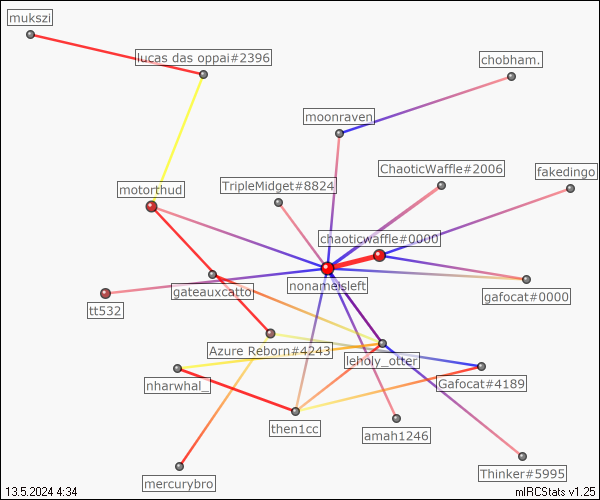 mukszi
lucas das oppai#2396
chobham.
moonraven
ChaoticWaffle#2006
fakedingo
motorthud
TripleMidget#8824
chaoticwaffle#0000
nonameisleft
gateauxcatto
gafocat#0000
tt532
Azure Reborn#4243
leholy_otter
nharwhal_
Gafocat#4189
then1cc
amah1246
mercurybro
Thinker#5995
13.5.2024 4:34
mIRCStats v1.25